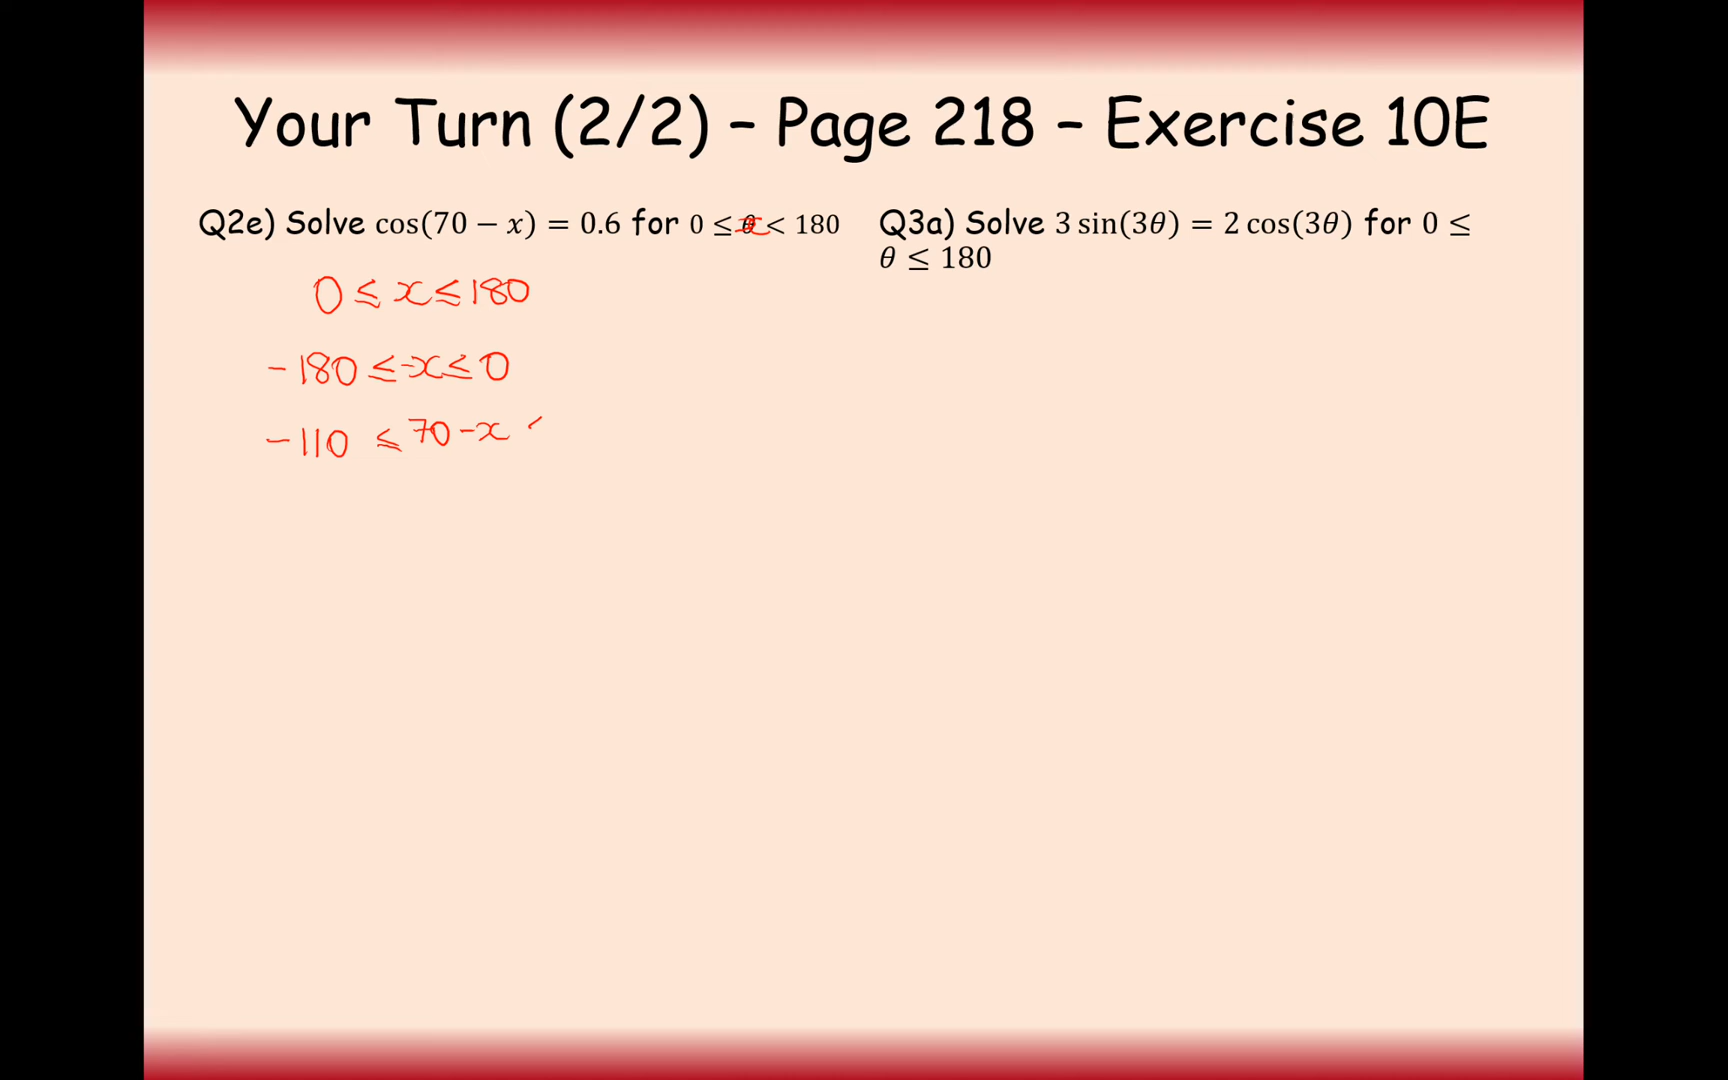 Your Turn (2/2) – Page 218 – Exercise 10E
Q2e) Solve cos(70 − x) = 0.6 for 0 ≤ x < 180
0 ≤ x ≤ 180
−180 ≤ −x ≤ 0
−110 ≤ 70 − x
Q3a) Solve 3 sin(3θ) = 2 cos(3θ) for 0 ≤
θ ≤ 180